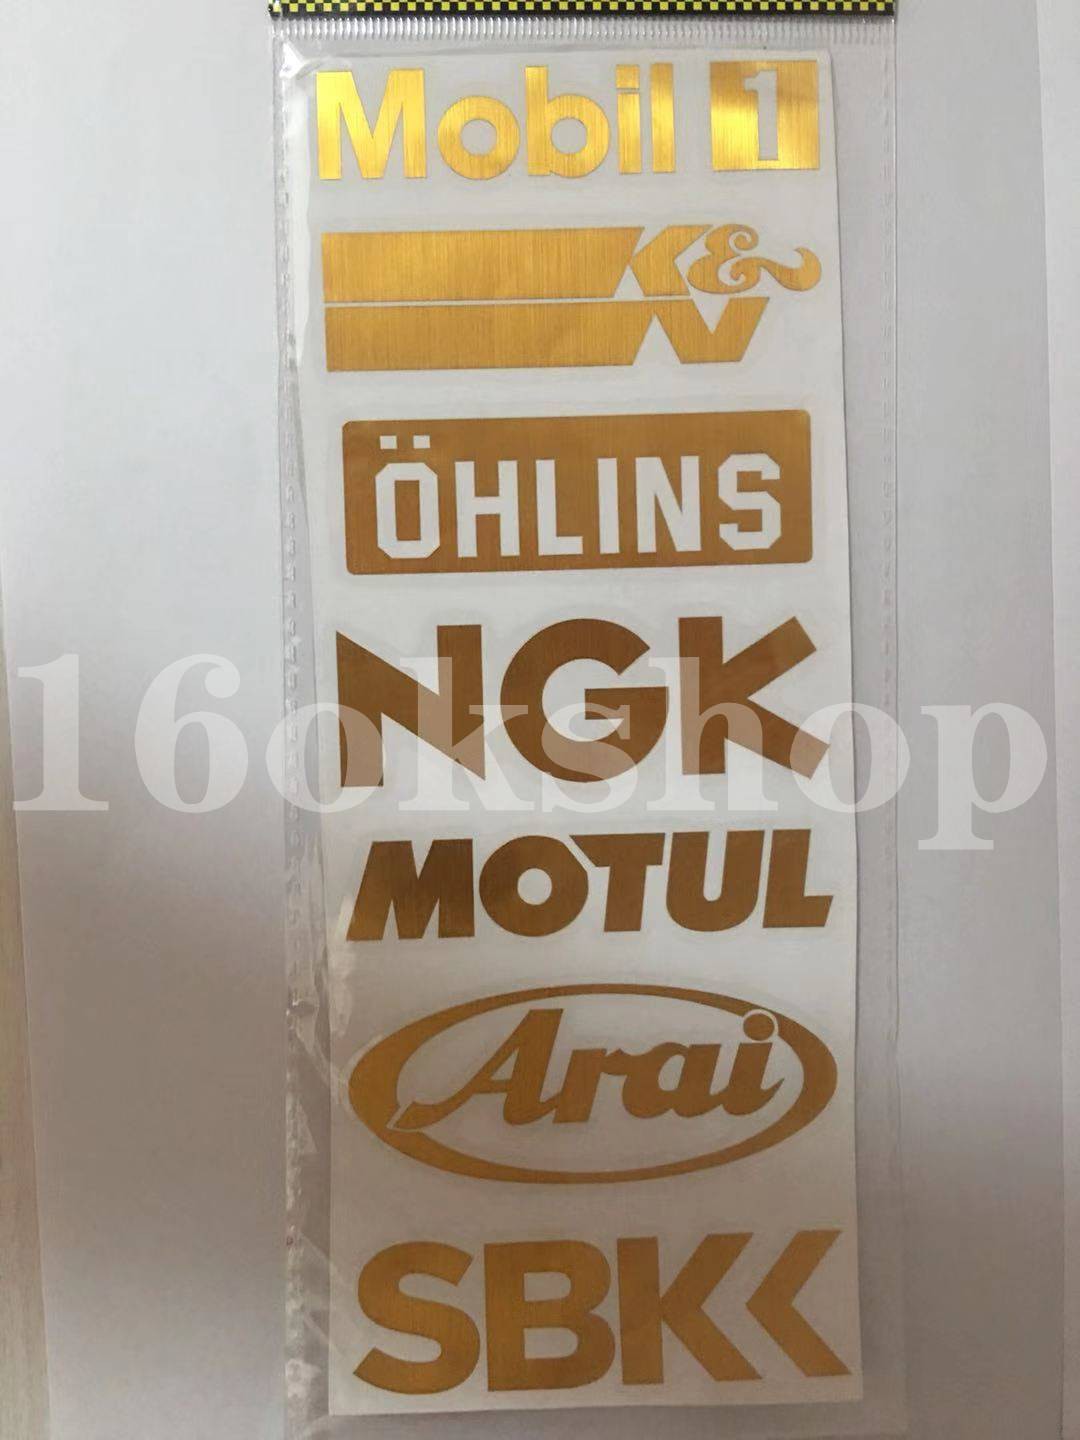 Mobil 1
K&
N
ÖHLINS
NGK
16okshop
MOTUL
Arai
SBK